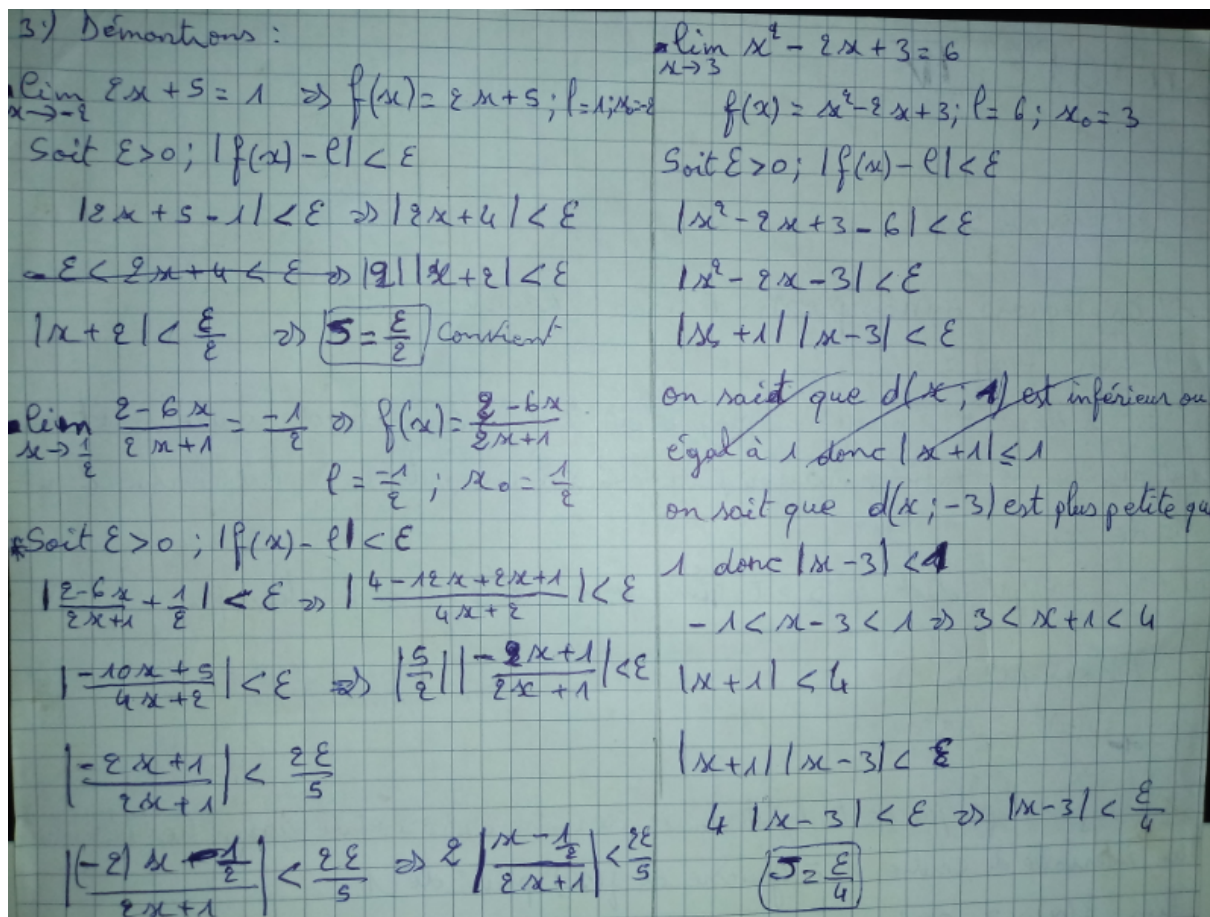 3°) Démontrons :
▪ lim_{x→-2} 2x + 5 = 1 ⇒ f(x) = 2x + 5 ; l = 1 ; x₀ = -2
Soit ε > 0 ; |f(x) - l| < ε
|2x + 5 - 1| < ε ⇒ |2x + 4| < ε
- ε < 2x + 4 < ε ⇒ |2| |x + 2| < ε
|x + 2| < ε/2 ⇒ δ = ε/2 Convient
▪ lim_{x→1/2} (2 - 6x)/(2x + 1) = -1/2 ⇒ f(x) = (2 - 6x)/(2x + 1)
l = -1/2 ; x₀ = 1/2
* Soit ε > 0 ; |f(x) - l| < ε
|(2 - 6x)/(2x + 1) + 1/2| < ε ⇒ |(4 - 12x + 2x + 1)/(4x + 2)| < ε
|(-10x + 5)/(4x + 2)| < ε ⇒ |5/2| |(-2x + 1)/(2x + 1)| < ε
|(-2x + 1)/(2x + 1)| < 2ε/5
|((-2) x - 1/2)/(2x + 1)| < 2ε/5 ⇒ 2 |(x - 1/2)/(2x + 1)| < 2ε/5
▪ lim_{x→3} x² - 2x + 3 = 6
f(x) = x² - 2x + 3 ; l = 6 ; x₀ = 3
Soit ε > 0 ; |f(x) - l| < ε
|x² - 2x + 3 - 6| < ε
|x² - 2x - 3| < ε
|x + 1| |x - 3| < ε
on said que d(x ; 1) est inférieur ou
égal à 1 donc |x + 1| ≤ 1
on sait que d(x ; -3) est plus petite qu
1 donc |x - 3| < 1
- 1 < x - 3 < 1 ⇒ 3 < x + 1 < 4
|x + 1| < 4
|x + 1| |x - 3| < ε
4 |x - 3| < ε ⇒ |x - 3| < ε/4
δ = ε/4